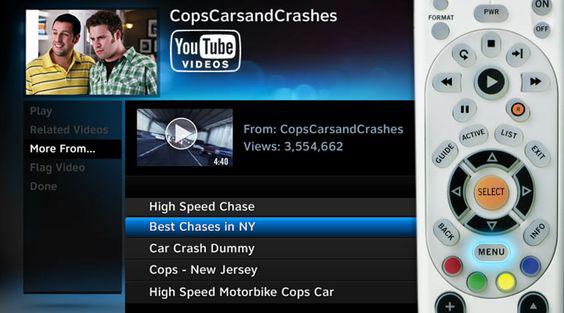 CopsCarsandCrashes
YouTube
VIDEOS
Play
Related Videos
More From...
Flag Video
Done
4:40
From: CopsCarsandCrashes
Views: 3,554,662
High Speed Chase
Best Chases in NY
Car Crash Dummy
Cops - New Jersey
High Speed Motorbike Cops Car
FORMAT
PWR
ON
OFF
R
GUIDE
ACTIVE
LIST
EXIT
SELECT
BACK
MENU
INFO